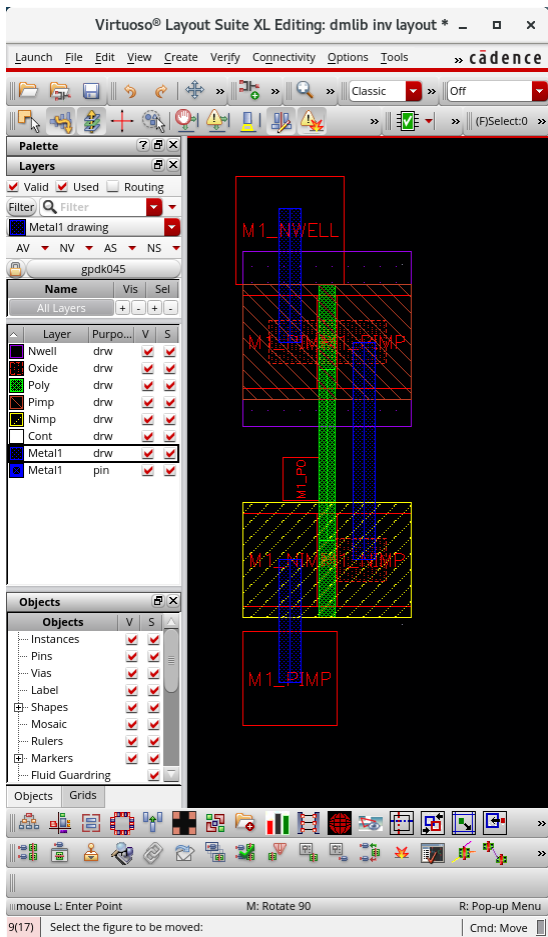 Virtuoso® Layout Suite XL Editing: dmlib inv layout *
Launch File Edit View Create Verify Connectivity Options Tools » cādence
» » » Classic » Off
» » (F)Select:0 »
Palette ?
Layers
Valid Used Routing
Filter Filter
Metal1 drawing
AV NV AS NS
gpdk045
Name Vis Sel
All Layers + - + -
Layer Purpo... V S
Nwell drw
Oxide drw
Poly drw
Pimp drw
Nimp drw
Cont drw
Metal1 drw
Metal1 pin
M1_NWELL
M1_PO
M1_PIMP
Objects
Objects V S
Instances
Pins
Vias
Label
Shapes
Mosaic
Rulers
Markers
Fluid Guardring
Objects Grids
»
»
mouse L: Enter Point M: Rotate 90 R: Pop-up Menu
9(17) Select the figure to be moved: Cmd: Move